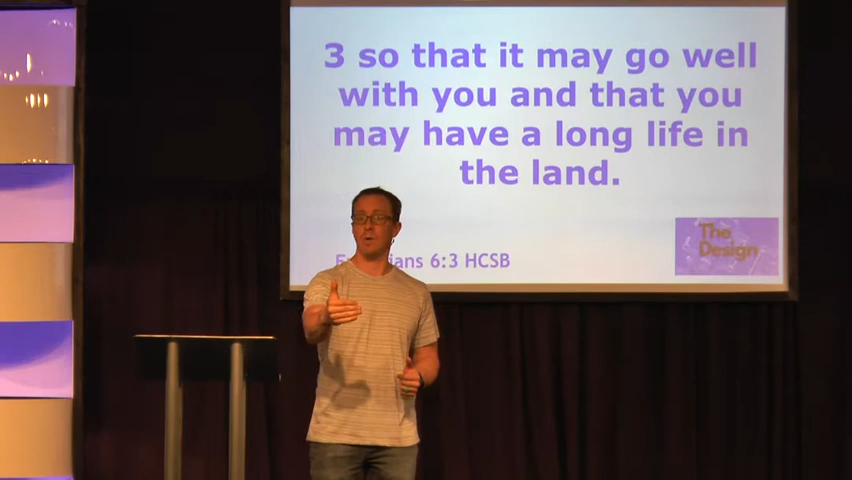 3 so that it may go well
with you and that you
may have a long life in
the land.
The
Design
6:3 HCSB